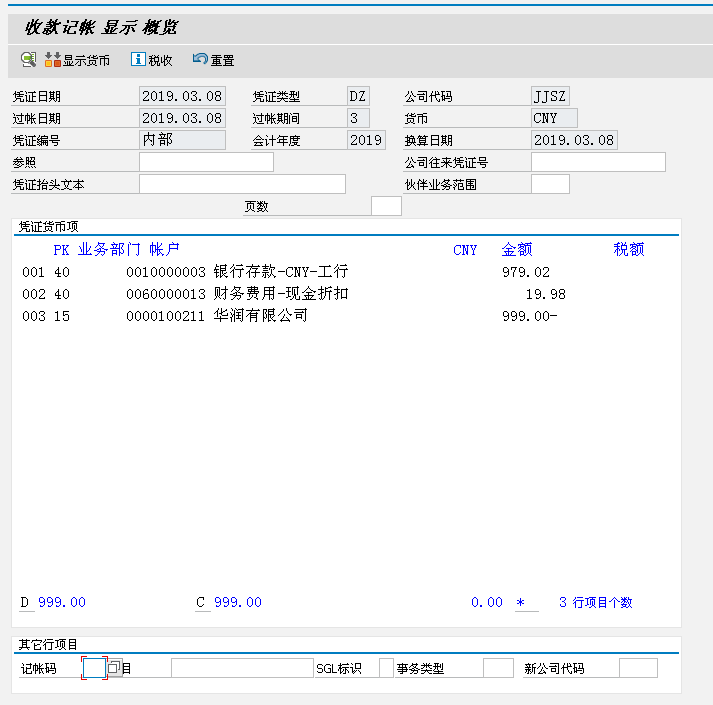 收款记帐 显示 概览
显示货币 税收 重置
凭证日期 2019.03.08 凭证类型 DZ 公司代码 JJSZ
过帐日期 2019.03.08 过帐期间 3 货币 CNY
凭证编号 内部 会计年度 2019 换算日期 2019.03.08
参照 公司往来凭证号
凭证抬头文本 伙伴业务范围
页数
凭证货币项
PK 业务部门 帐户 CNY 金额 税额
001 40 0010000003 银行存款-CNY-工行 979.02
002 40 0060000013 财务费用-现金折扣 19.98
003 15 0000100211 华润有限公司 999.00-
D 999.00 C 999.00 0.00 * 3 行项目个数
其它行项目
记帐码 目 SGL标识 事务类型 新公司代码